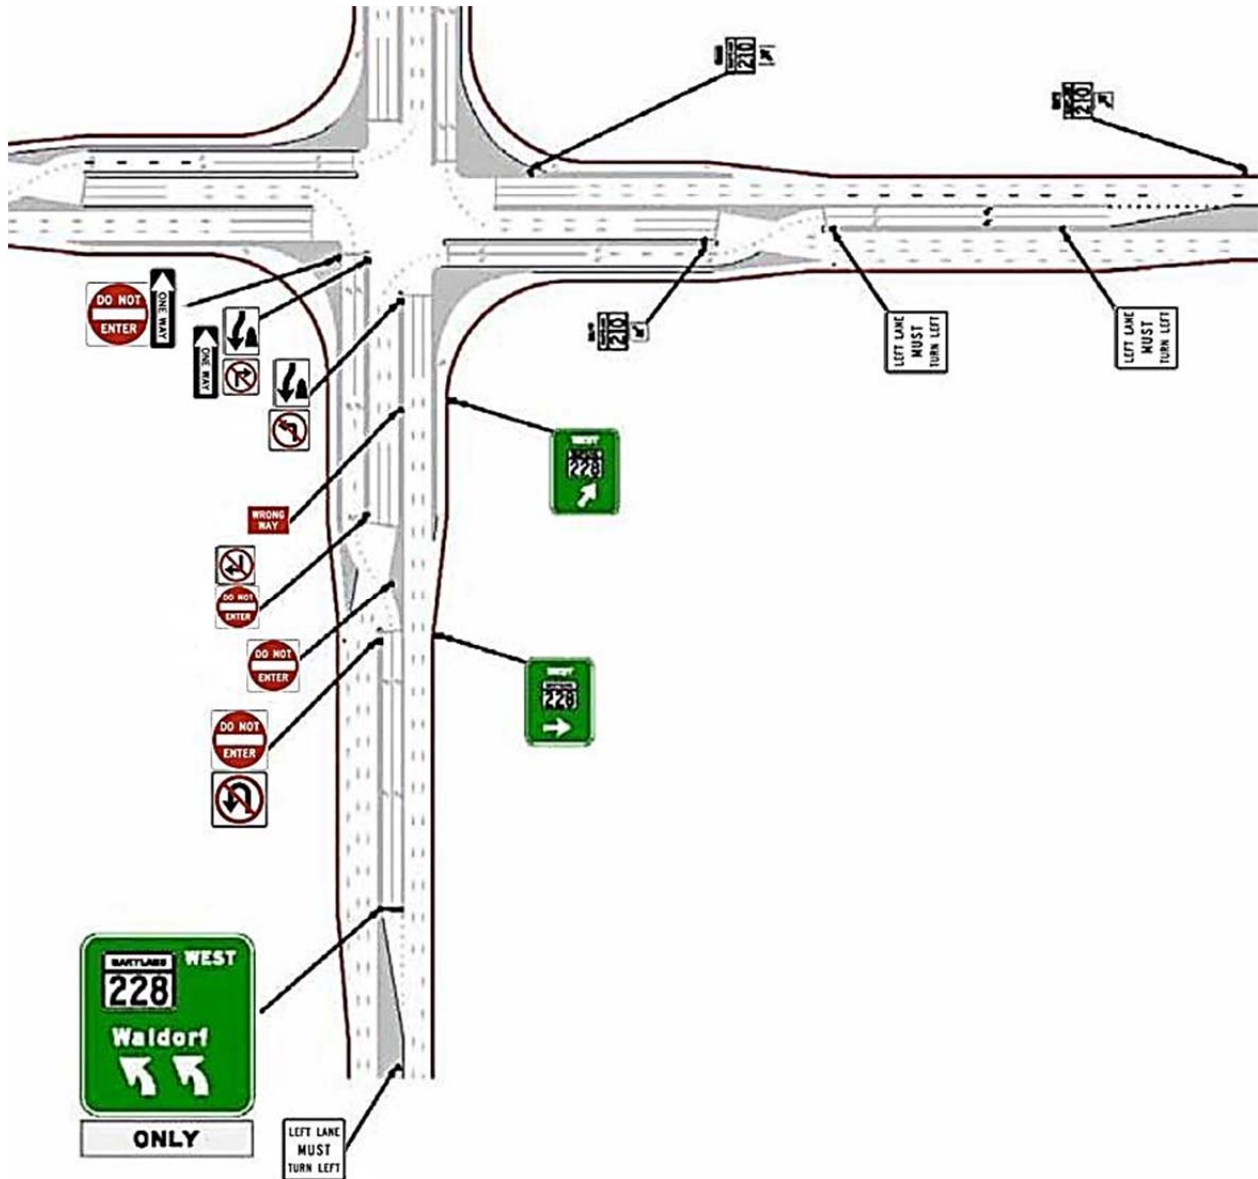 210
210
DO NOT
ENTER
ONE WAY
ONE WAY
210
LEFT LANE
MUST
TURN LEFT
LEFT LANE
MUST
TURN LEFT
WEST
228
WRONG
WAY
DO NOT
ENTER
DO NOT
ENTER
WEST
228
DO NOT
ENTER
MARYLAND
WEST
228
Waldorf
ONLY
LEFT LANE
MUST
TURN LEFT